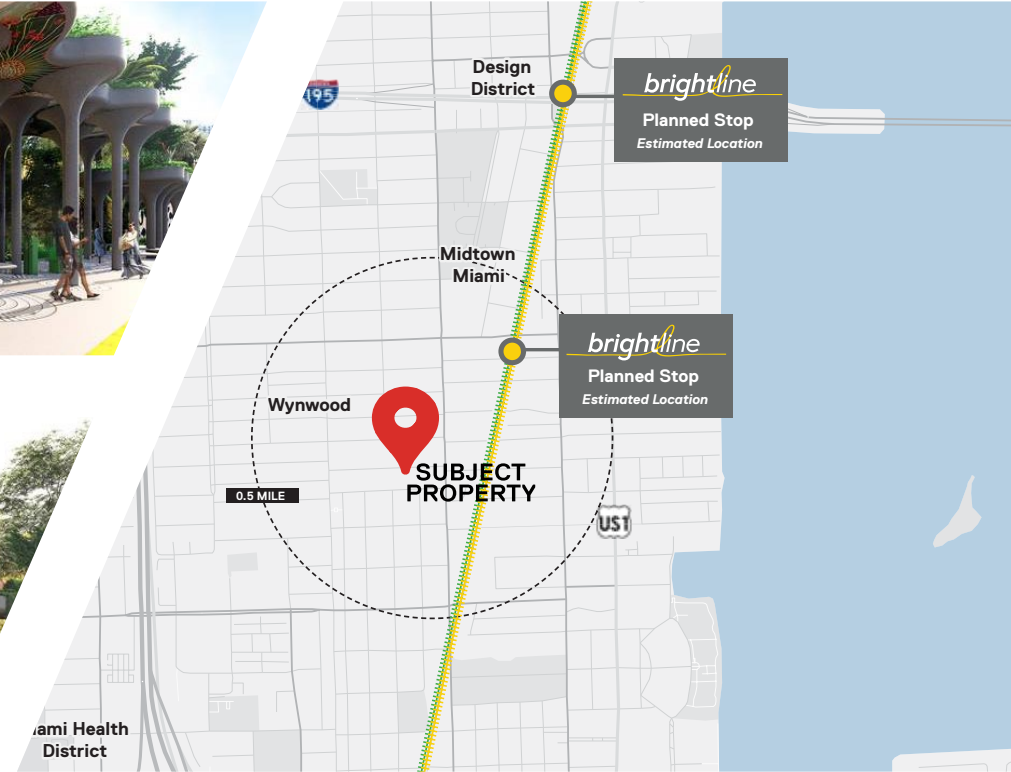 Design
District
195
brightline
Planned Stop
Estimated Location
Midtown
Miami
brightline
Planned Stop
Estimated Location
Wynwood
SUBJECT
PROPERTY
0.5 MILE
US1
ami Health
District